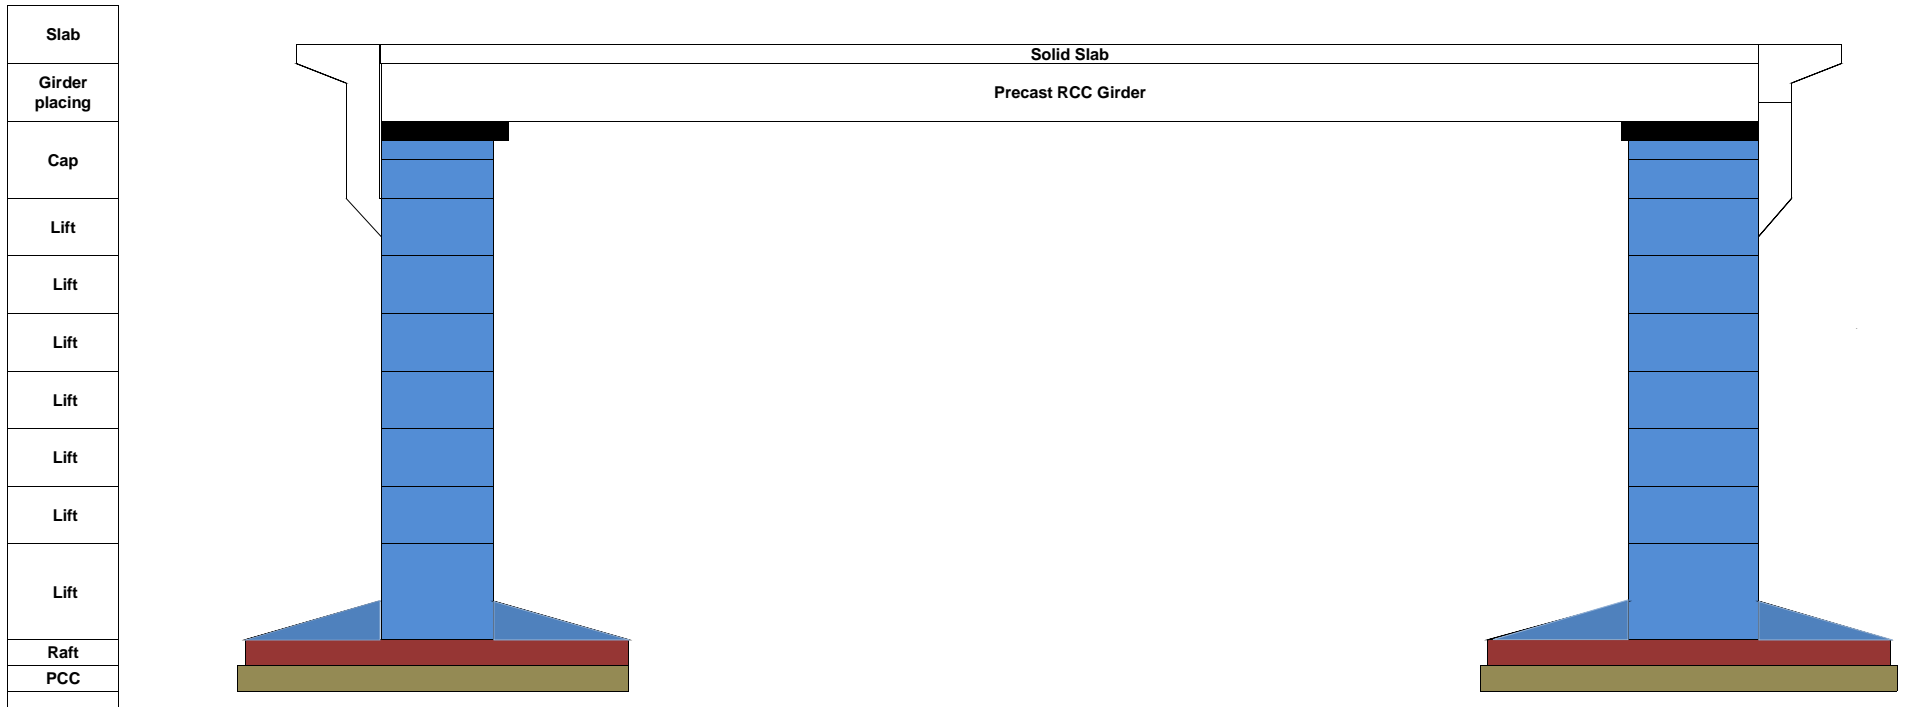 Slab
Solid Slab
Girder
placing
Precast RCC Girder
Cap
Lift
Lift
Lift
Lift
Lift
Lift
Lift
Raft
PCC